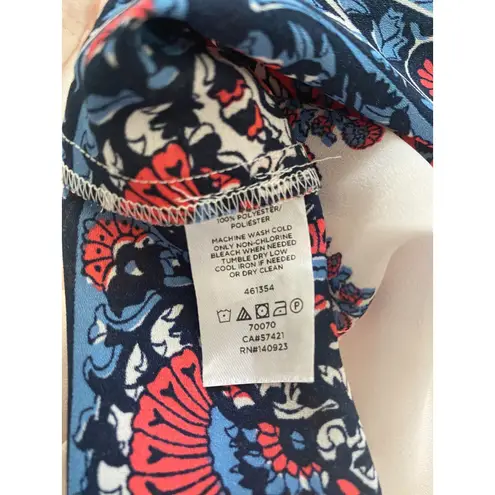 100% POLYESTER/
POLIÉSTER
MACHINE WASH COLD
ONLY NON-CHLORINE
BLEACH WHEN NEEDED
TUMBLE DRY LOW
COOL IRON IF NEEDED
OR DRY CLEAN
461354
P
70070
CA#57421
RN#140923